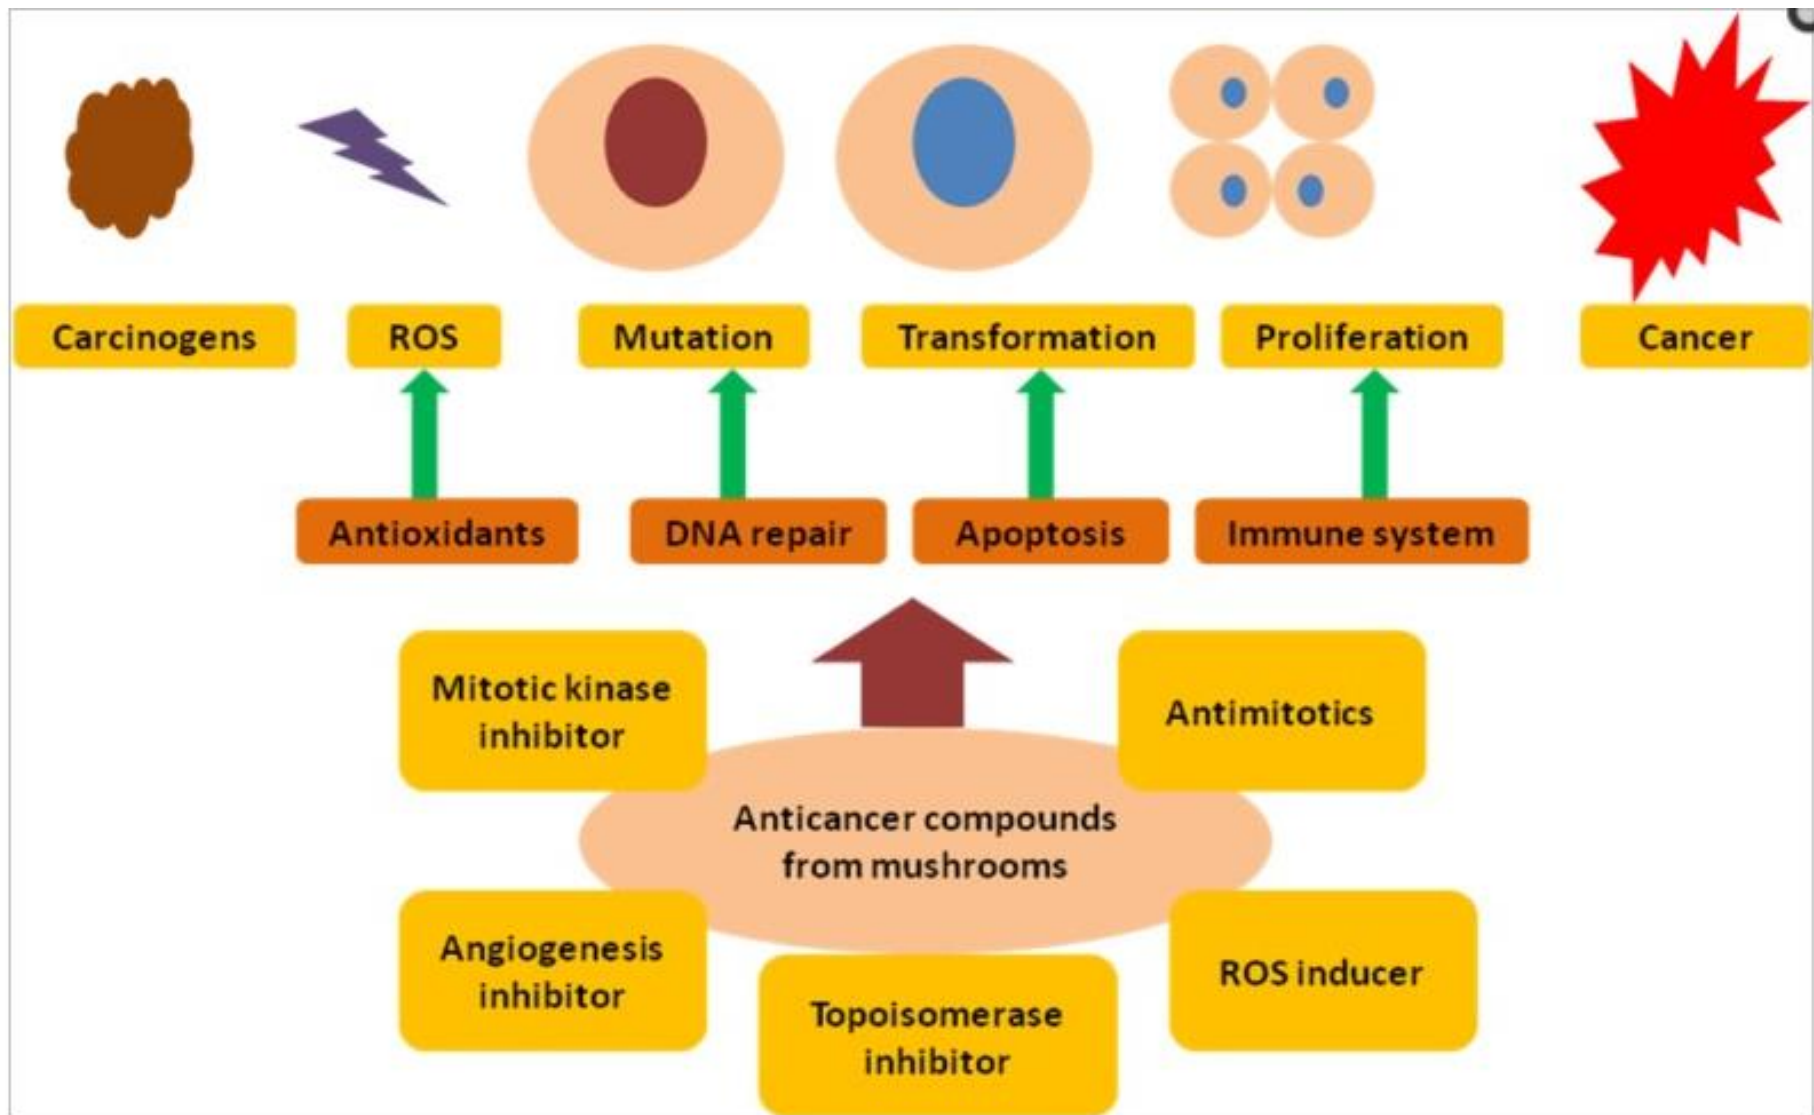 Carcinogens
ROS
Mutation
Transformation
Proliferation
Cancer
Antioxidants
DNA repair
Apoptosis
Immune system
Mitotic kinase
inhibitor
Antimitotics
Anticancer compounds
from mushrooms
Angiogenesis
inhibitor
ROS inducer
Topoisomerase
inhibitor